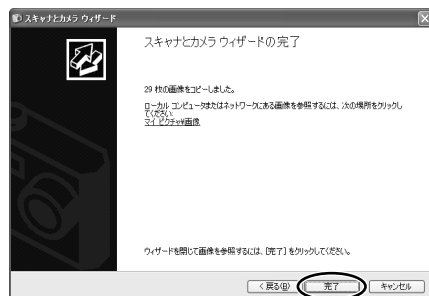 スキャナとカメラ ウィザード
スキャナとカメラ ウィザードの完了
29 枚の画像をコピーしました。
ローカル コンピュータまたはネットワークにある画像を参照するには、次の場所をクリックし
てください:
マイ ピクチャ¥画像
ウィザードを閉じて画像を参照するには、[完了] をクリックしてください。
< 戻る(B) 完了 キャンセル